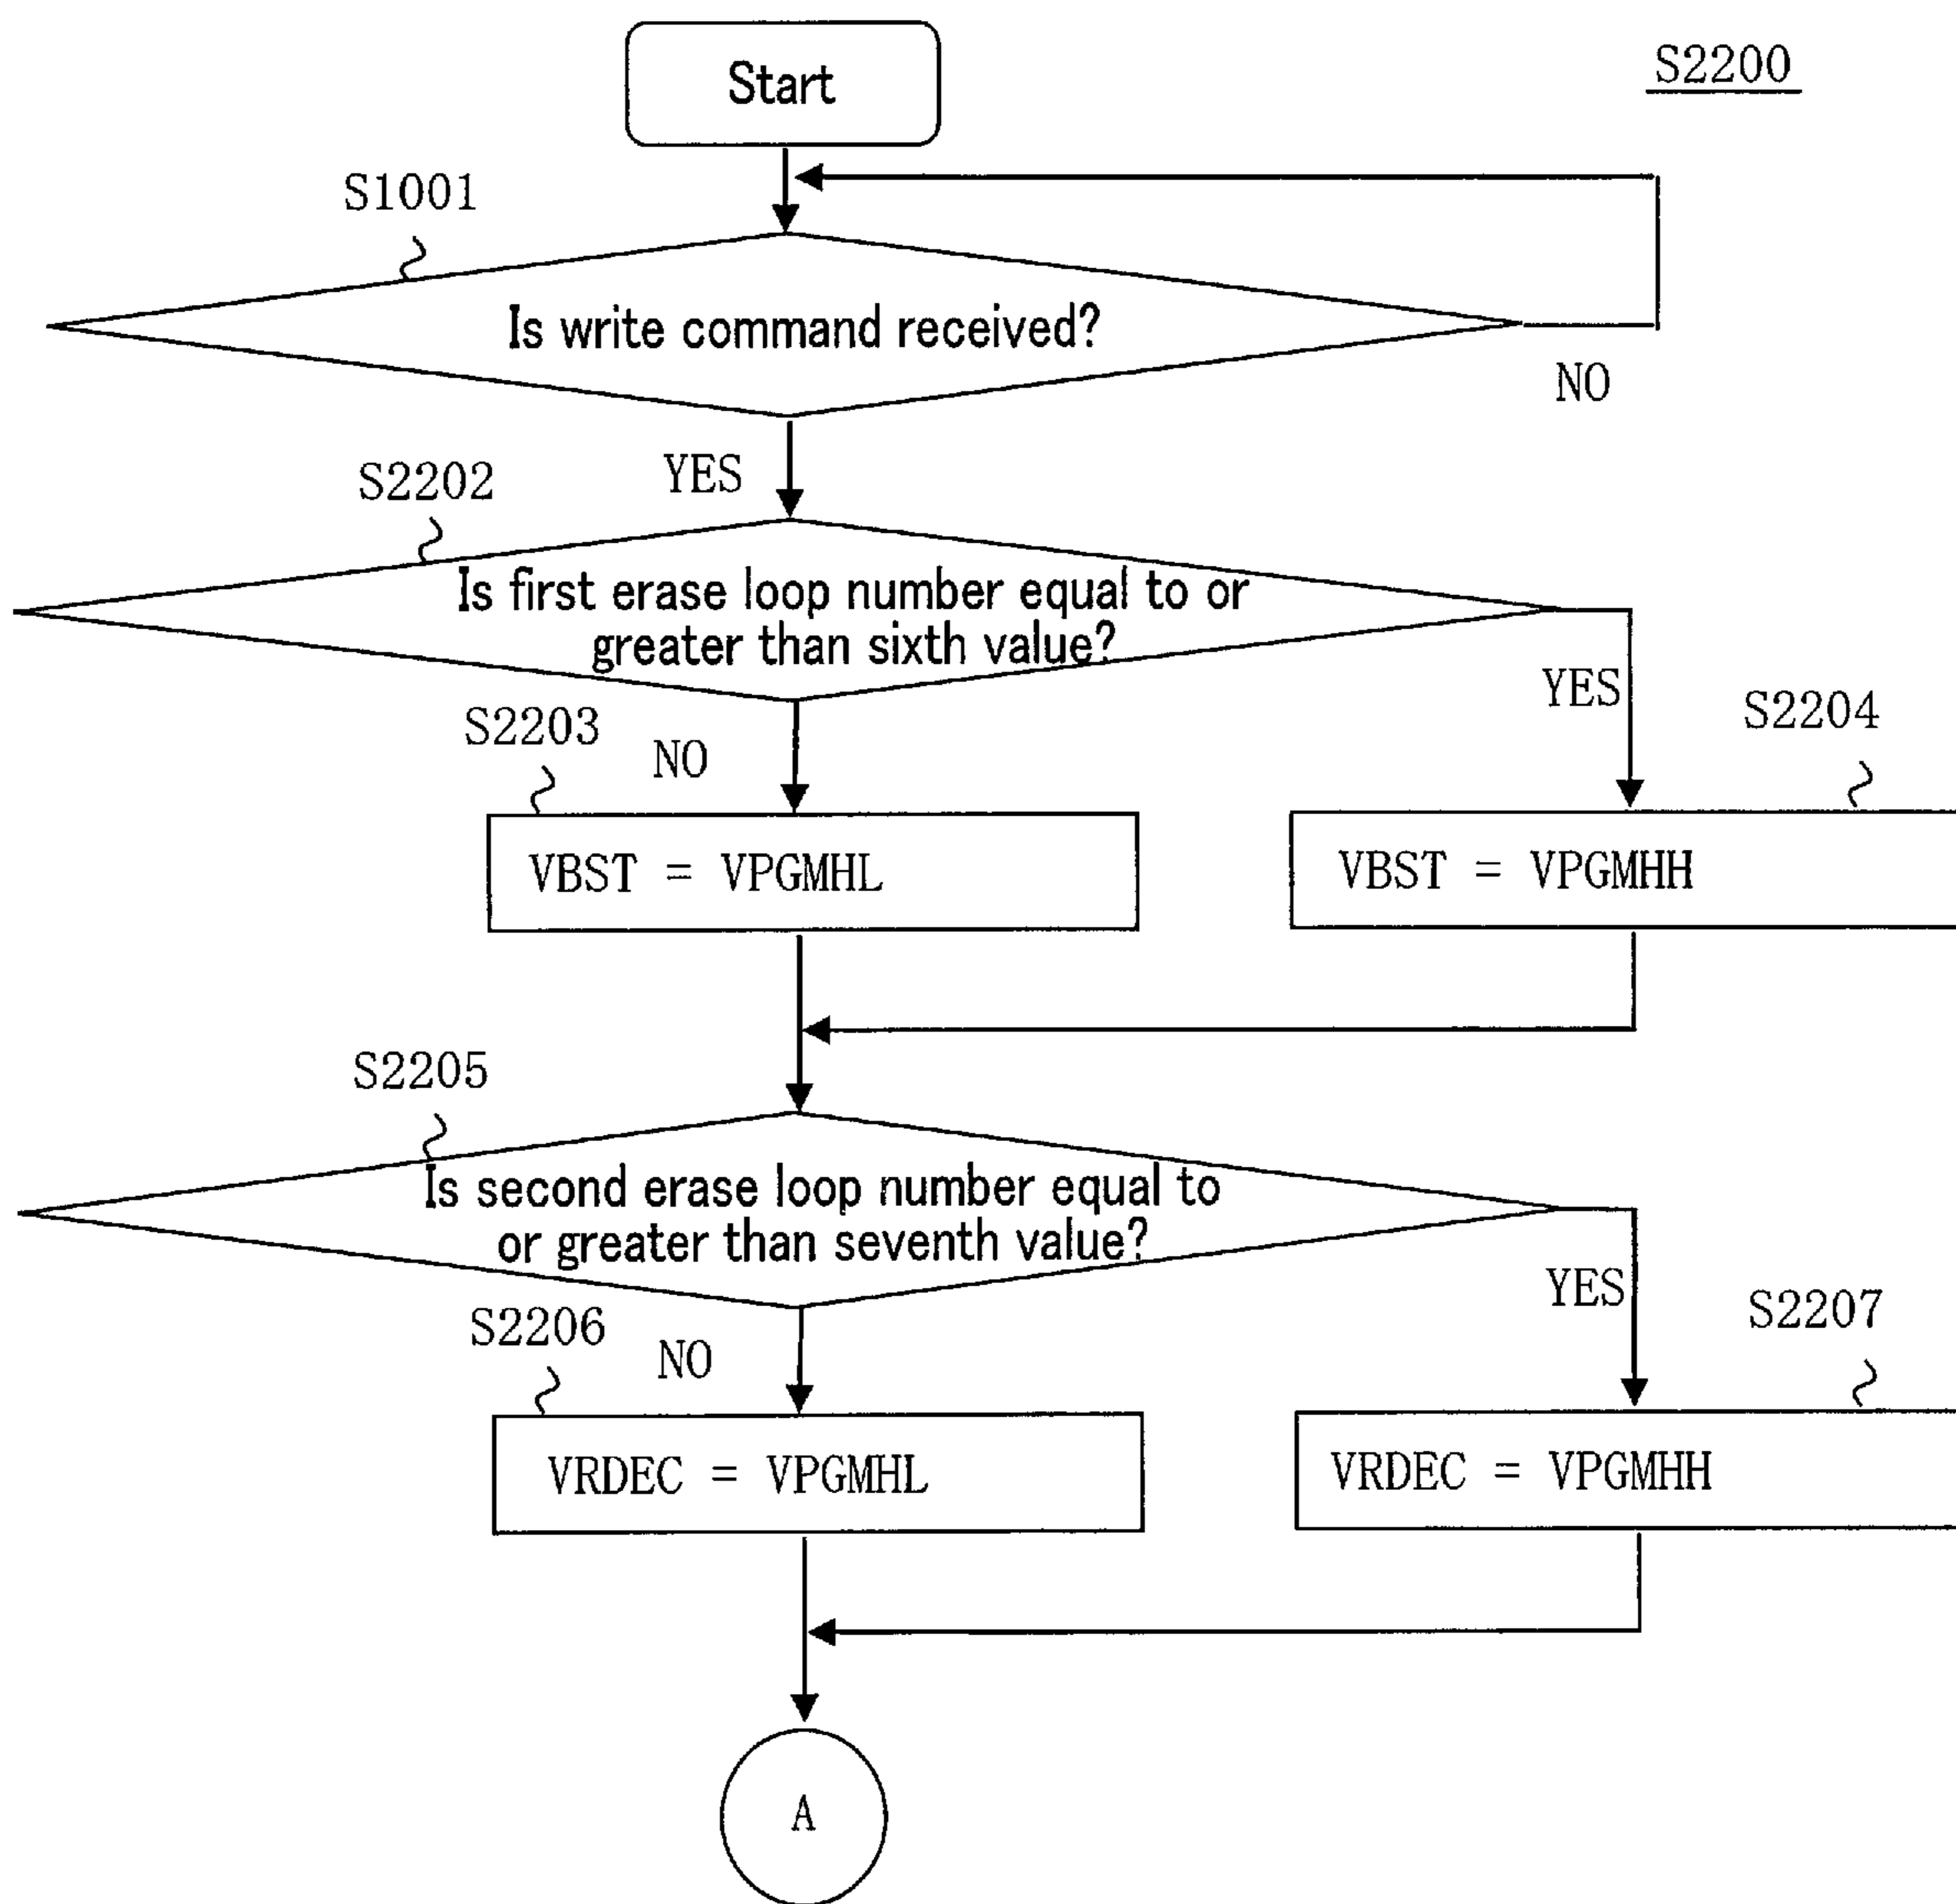 S2200
Start
S1001
Is write command received?
NO
YES
S2202
Is first erase loop number equal to or
greater than sixth value?
YES
S2203
NO
S2204
VBST = VPGMHL
VBST = VPGMHH
S2205
Is second erase loop number equal to
or greater than seventh value?
YES
S2206
NO
S2207
VRDEC = VPGMHL
VRDEC = VPGMHH
A